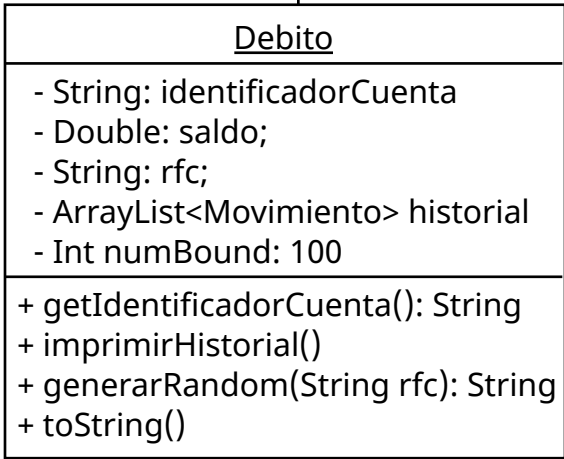 Debito
- String: identificadorCuenta
- Double: saldo;
- String: rfc;
- ArrayList<Movimiento> historial
- Int numBound: 100
+ getIdentificadorCuenta(): String
+ imprimirHistorial()
+ generarRandom(String rfc): String
+ toString()